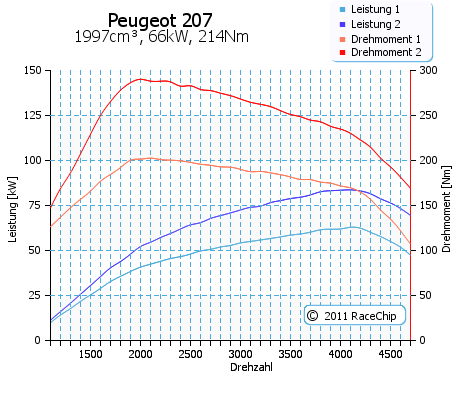 Peugeot 207
1997cm³, 66kW, 214Nm
Leistung 1
Leistung 2
Drehmoment 1
Drehmoment 2
150
125
100
75
50
25
0
Leistung [kW]
300
250
200
150
100
50
0
Drehmoment [Nm]
1500 2000 2500 3000 3500 4000 4500
Drehzahl
© 2011 RaceChip